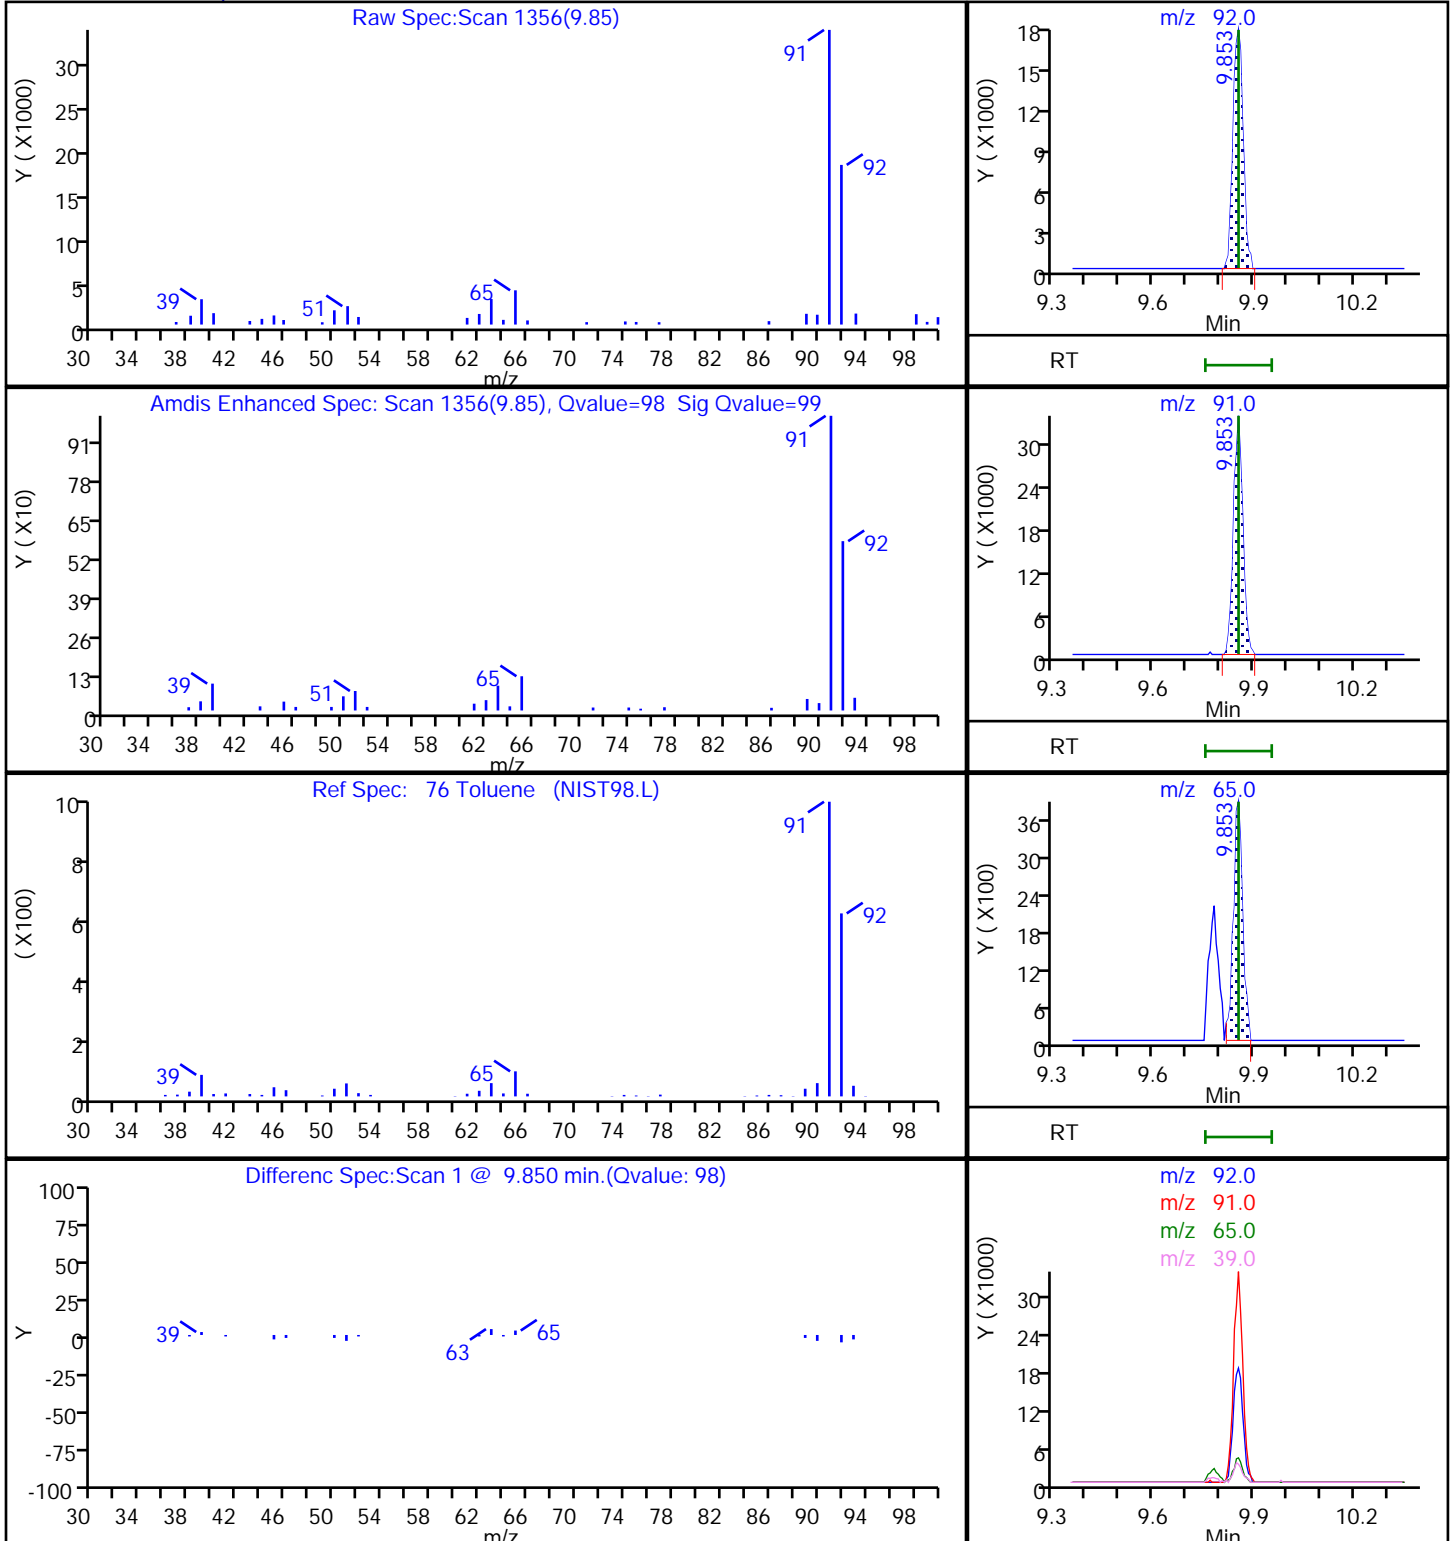 Raw Spec:Scan 1356(9.85)
Y ( X1000)
30
25
20
15
10
5
0
91
92
39
51
65
30 34 38 42 46 50 54 58 62 66 70 74 78 82 86 90 94 98
m/z
m/z 92.0
Y ( X1000)
18
15
12
9
6
3
0
9.853
9.3 9.6 9.9 10.2
Min
RT
Amdis Enhanced Spec: Scan 1356(9.85), Qvalue=98 Sig Qvalue=99
Y ( X10)
91
78
65
52
39
26
13
0
91
92
39
51
65
30 34 38 42 46 50 54 58 62 66 70 74 78 82 86 90 94 98
m/z
m/z 91.0
Y ( X1000)
30
24
18
12
6
0
9.853
9.3 9.6 9.9 10.2
Min
RT
Ref Spec: 76 Toluene (NIST98.L)
( X100)
10
8
6
4
2
0
91
92
39
65
30 34 38 42 46 50 54 58 62 66 70 74 78 82 86 90 94 98
m/z 65.0
Y ( X100)
36
30
24
18
12
6
0
9.853
9.3 9.6 9.9 10.2
Min
RT
Differenc Spec:Scan 1 @ 9.850 min.(Qvalue: 98)
Y
100
75
50
25
0
-25
-50
-75
-100
39
63
65
30 34 38 42 46 50 54 58 62 66 70 74 78 82 86 90 94 98
m/z
m/z 92.0
m/z 91.0
m/z 65.0
m/z 39.0
Y ( X1000)
30
24
18
12
6
0
9.3 9.6 9.9 10.2
Min